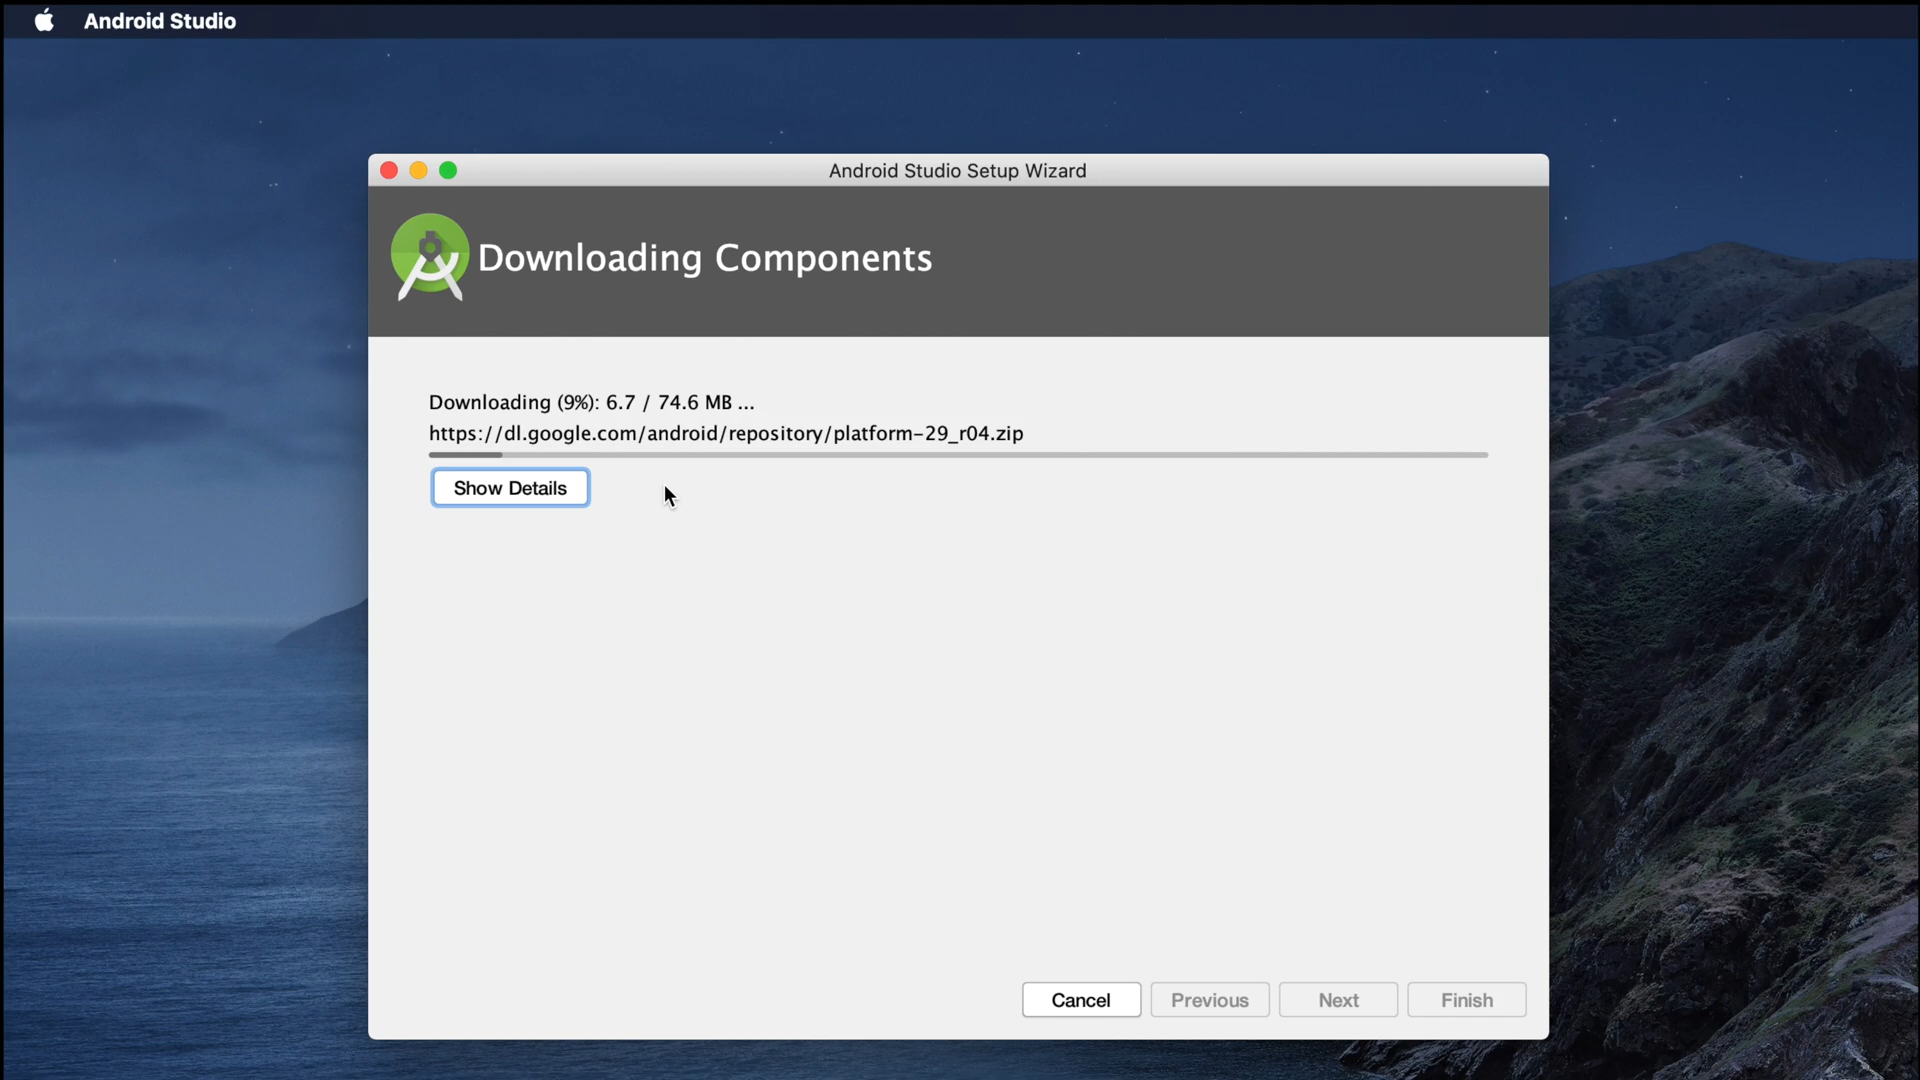 Android Studio
Android Studio Setup Wizard
Downloading Components
Downloading (9%): 6.7 / 74.6 MB ...
https://dl.google.com/android/repository/platform-29_r04.zip
Show Details
Cancel Previous Next Finish